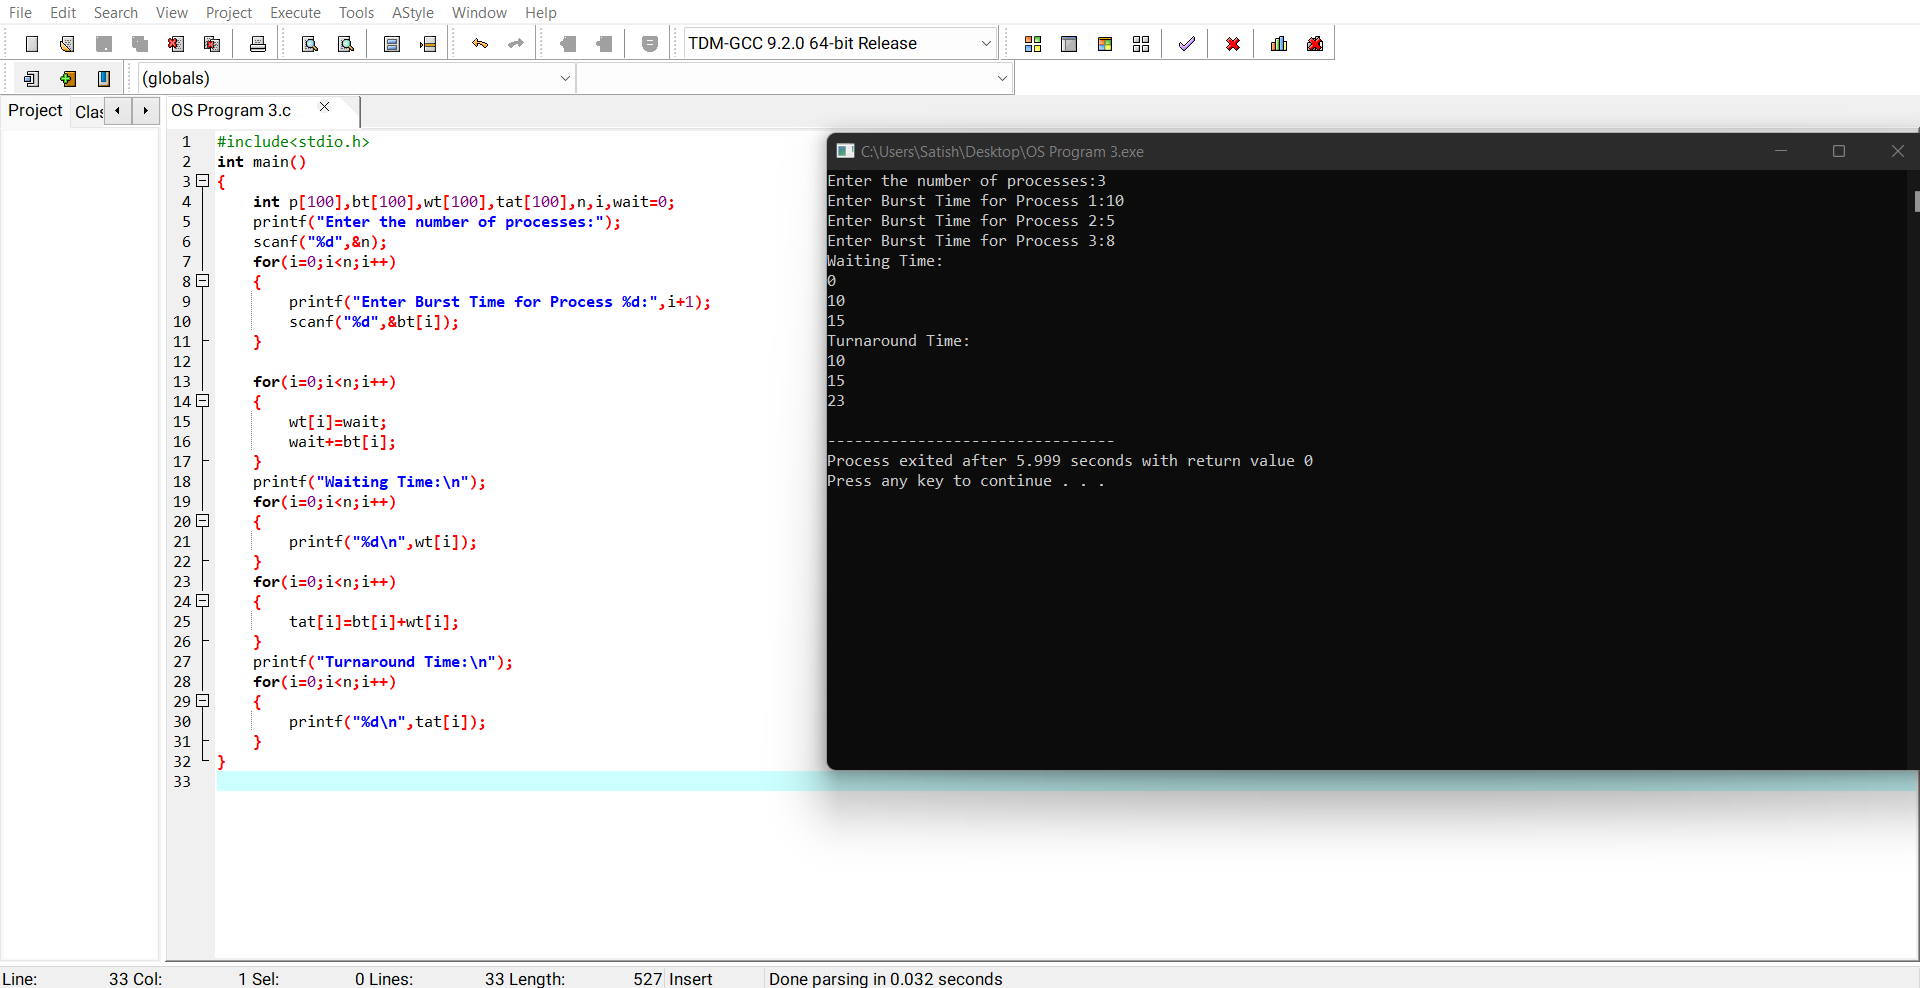 File Edit Search View Project Execute Tools AStyle Window Help
TDM-GCC 9.2.0 64-bit Release
(globals)
Project Clas
OS Program 3.c
1 #include<stdio.h>
2 int main()
3 {
4 int p[100],bt[100],wt[100],tat[100],n,i,wait=0;
5 printf("Enter the number of processes:");
6 scanf("%d",&n);
7 for(i=0;i<n;i++)
8 {
9 printf("Enter Burst Time for Process %d:",i+1);
10 scanf("%d",&bt[i]);
11 }
12
13 for(i=0;i<n;i++)
14 {
15 wt[i]=wait;
16 wait+=bt[i];
17 }
18 printf("Waiting Time:\n");
19 for(i=0;i<n;i++)
20 {
21 printf("%d\n",wt[i]);
22 }
23 for(i=0;i<n;i++)
24 {
25 tat[i]=bt[i]+wt[i];
26 }
27 printf("Turnaround Time:\n");
28 for(i=0;i<n;i++)
29 {
30 printf("%d\n",tat[i]);
31 }
32 }
33
C:\Users\Satish\Desktop\OS Program 3.exe
Enter the number of processes:3
Enter Burst Time for Process 1:10
Enter Burst Time for Process 2:5
Enter Burst Time for Process 3:8
Waiting Time:
0
10
15
Turnaround Time:
10
15
23
--------------------------------
Process exited after 5.999 seconds with return value 0
Press any key to continue . . .
Line: 33 Col: 1 Sel: 0 Lines: 33 Length: 527 Insert Done parsing in 0.032 seconds